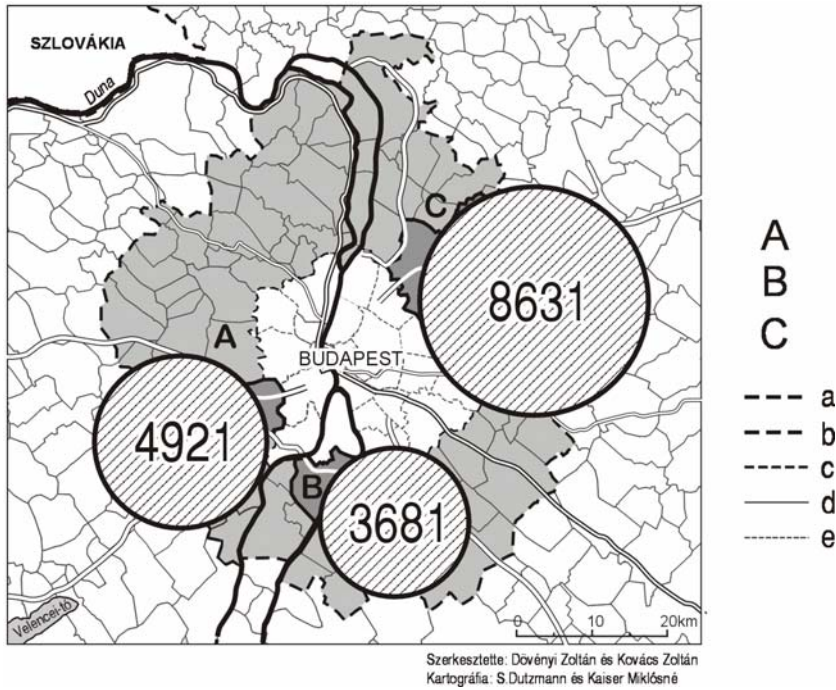 SZLOVÁKIA
Duna
C
8631
A
BUDAPEST
4921
B
3681
Velencei-tó
0 10 20km
A
B
C
a
b
c
d
e
Szerkesztette: Dövényi Zoltán és Kovács Zoltán
Kartográfia: S.Dutzmann és Kaiser Miklósné